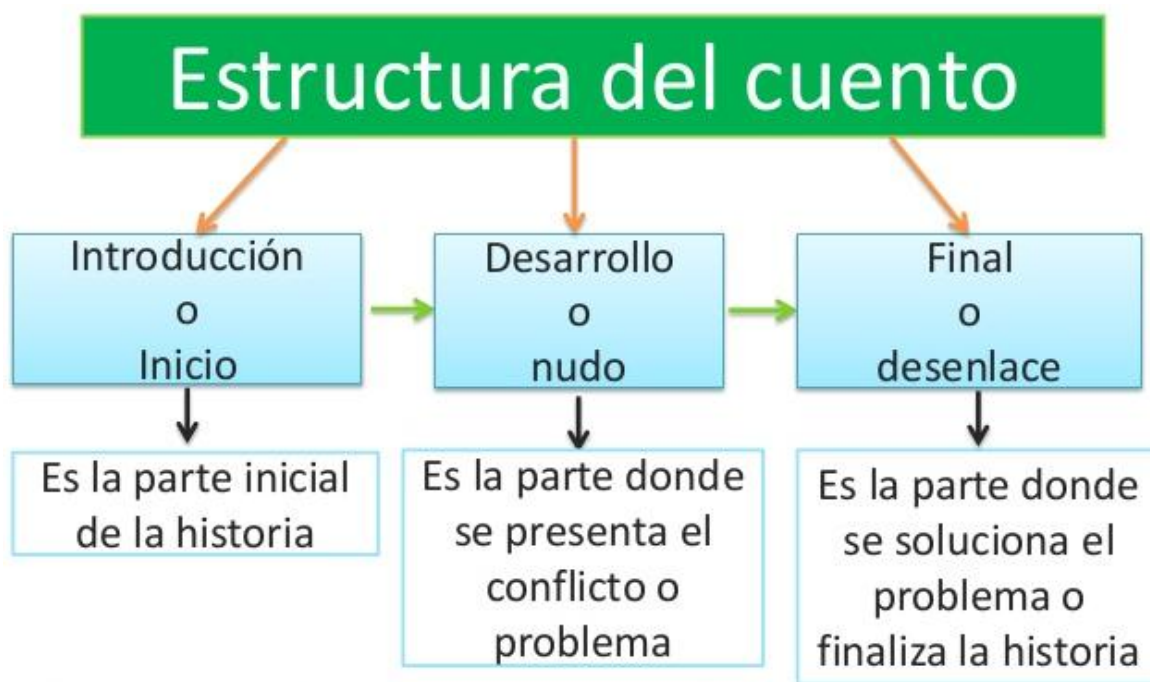 Estructura del cuento
Introducción
o
Inicio
Desarrollo
o
nudo
Final
o
desenlace
Es la parte inicial
de la historia
Es la parte donde
se presenta el
conflicto o
problema
Es la parte donde
se soluciona el
problema o
finaliza la historia